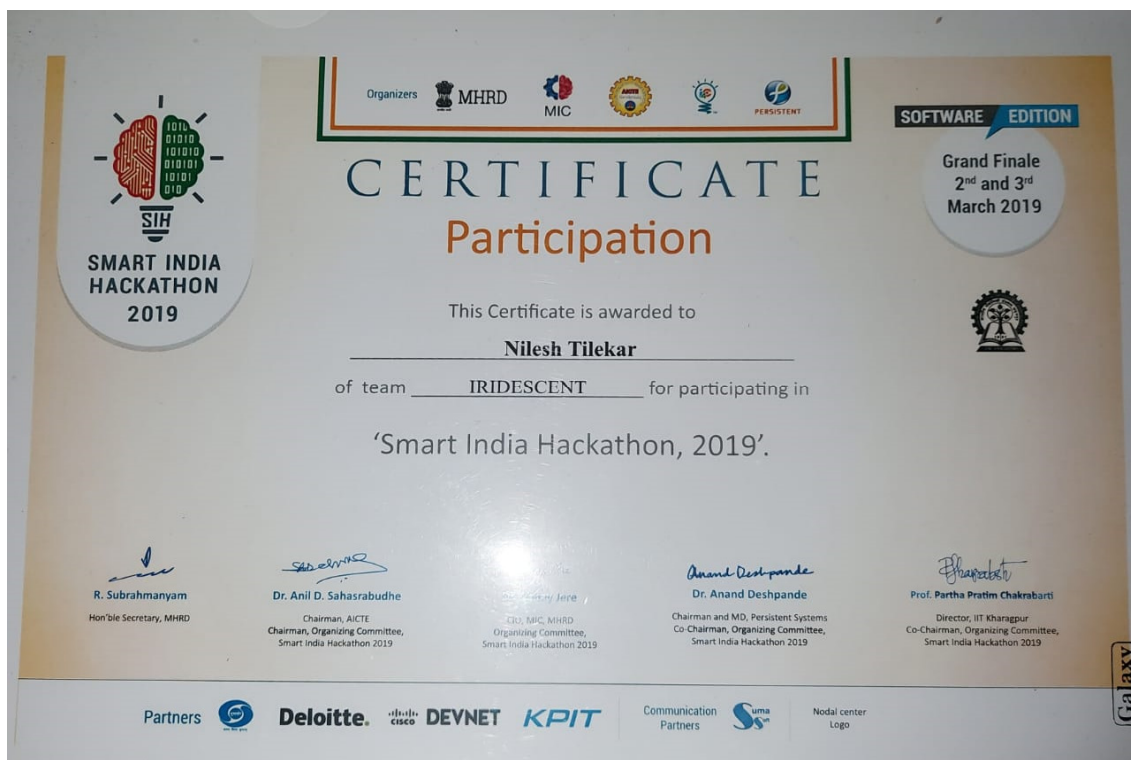 Organizers MHRD MIC AICTE PERSISTENT
SOFTWARE EDITION
Grand Finale
2nd and 3rd
March 2019
SIH
SMART INDIA
HACKATHON
2019
CERTIFICATE
Participation
This Certificate is awarded to
Nilesh Tilekar
of team IRIDESCENT for participating in
‘Smart India Hackathon, 2019’.
R. Subrahmanyam
Hon'ble Secretary, MHRD
Dr. Anil D. Sahasrabudhe
Chairman, AICTE
Chairman, Organizing Committee,
Smart India Hackathon 2019
Jere
CIO, MIC, MHRD
Organizing Committee,
Smart India Hackathon 2019
Anand Deshpande
Dr. Anand Deshpande
Chairman and MD, Persistent Systems
Co-Chairman, Organizing Committee,
Smart India Hackathon 2019
Prof. Partha Pratim Chakrabarti
Director, IIT Kharagpur
Co-Chairman, Organizing Committee,
Smart India Hackathon 2019
Galaxy
Partners Deloitte. CISCO DEVNET KPIT
Communication
Partners
Suma
Nodal center
Logo